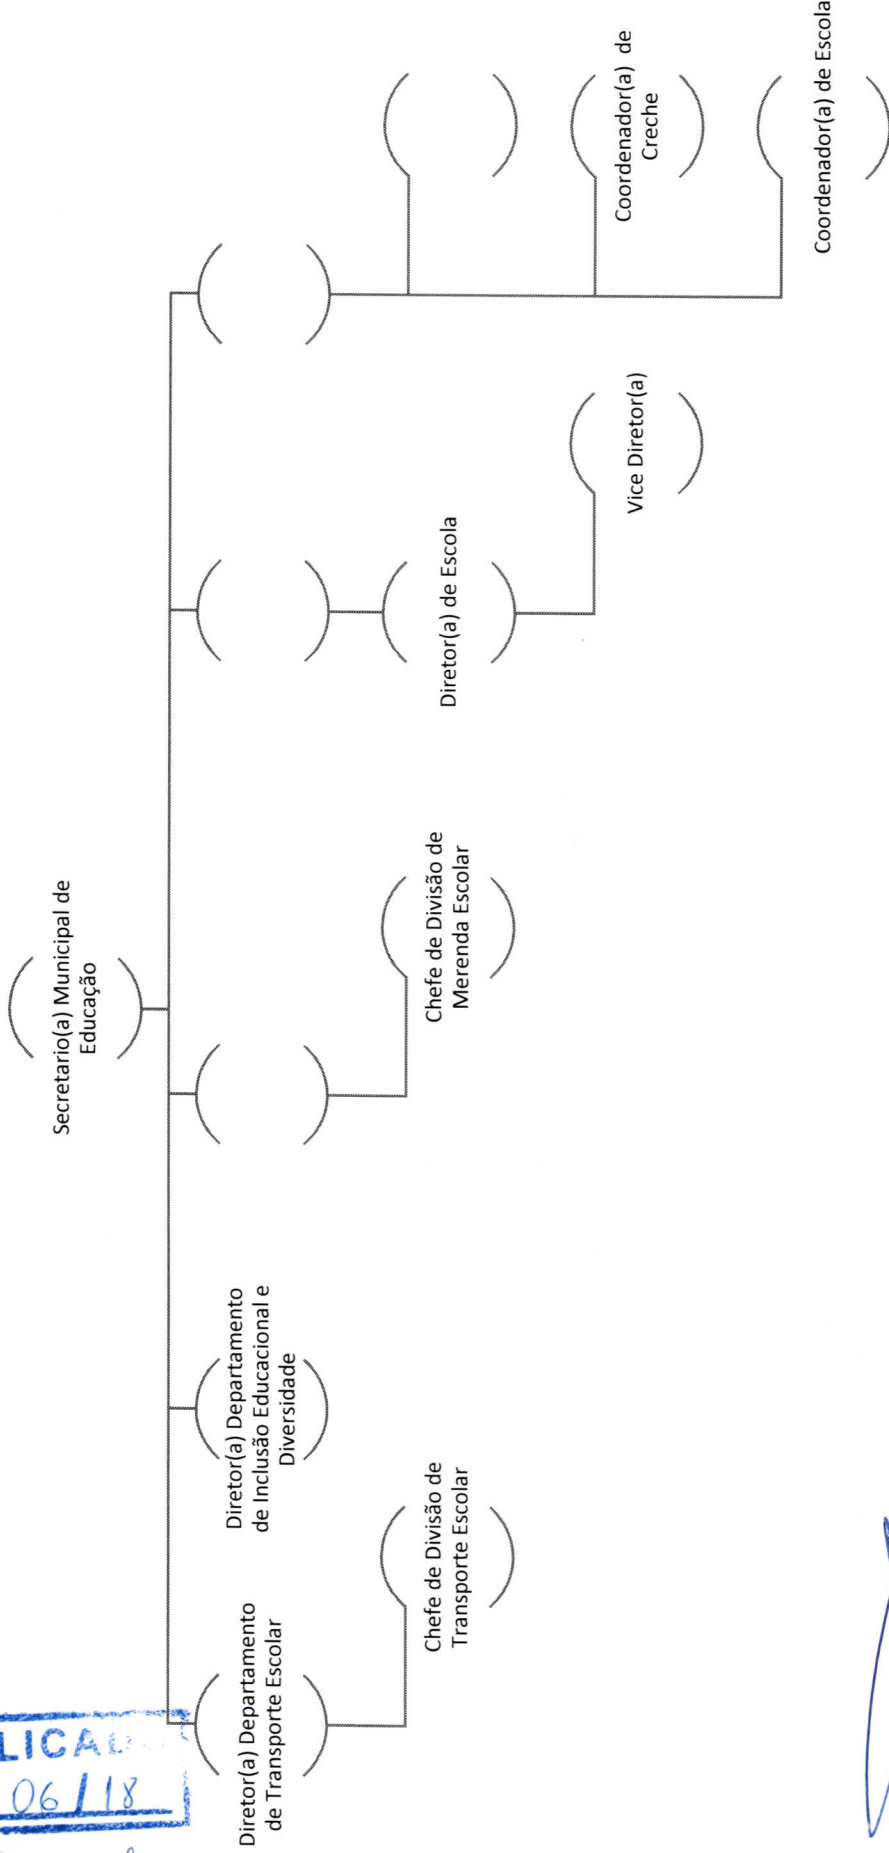 Secretario(a) Municipal de
Educação
Diretor(a) Departamento
de Transporte Escolar
Chefe de Divisão de
Transporte Escolar
Diretor(a) Departamento
de Inclusão Educacional e
Diversidade
Chefe de Divisão de
Merenda Escolar
Diretor(a) de Escola
Vice Diretor(a)
Coordenador(a) de
Creche
Coordenador(a) de Escola
LICAD
06/18